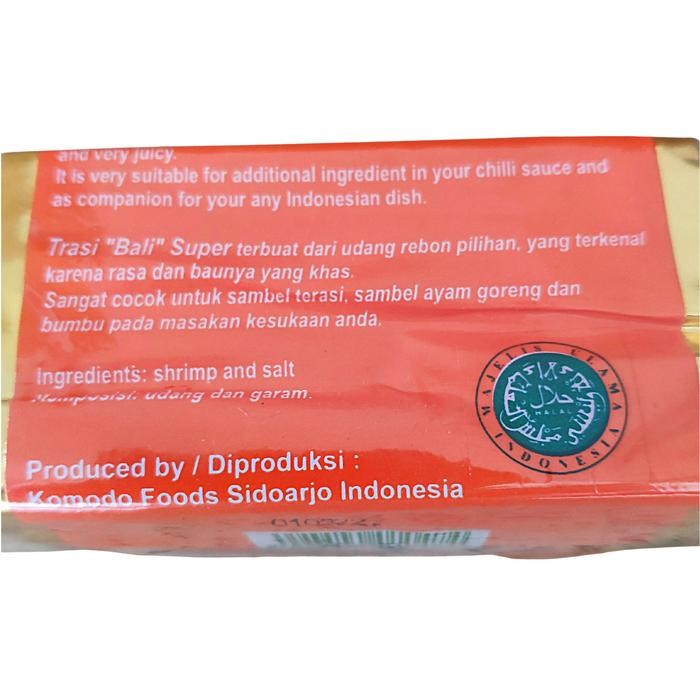 and very juicy.
It is very suitable for additional ingredient in your chilli sauce and
as companion for your any Indonesian dish.
Trasi "Bali" Super terbuat dari udang rebon pilihan, yang terkenal
karena rasa dan baunya yang khas.
Sangat cocok untuk sambel terasi, sambel ayam goreng dan
bumbu pada masakan kesukaan anda.
Ingredients: shrimp and salt
Komposisi: udang dan garam.
MAJELIS ULAMA
حلال
HALAL
INDONESIA
Produced by / Diproduksi :
Komodo Foods Sidoarjo Indonesia